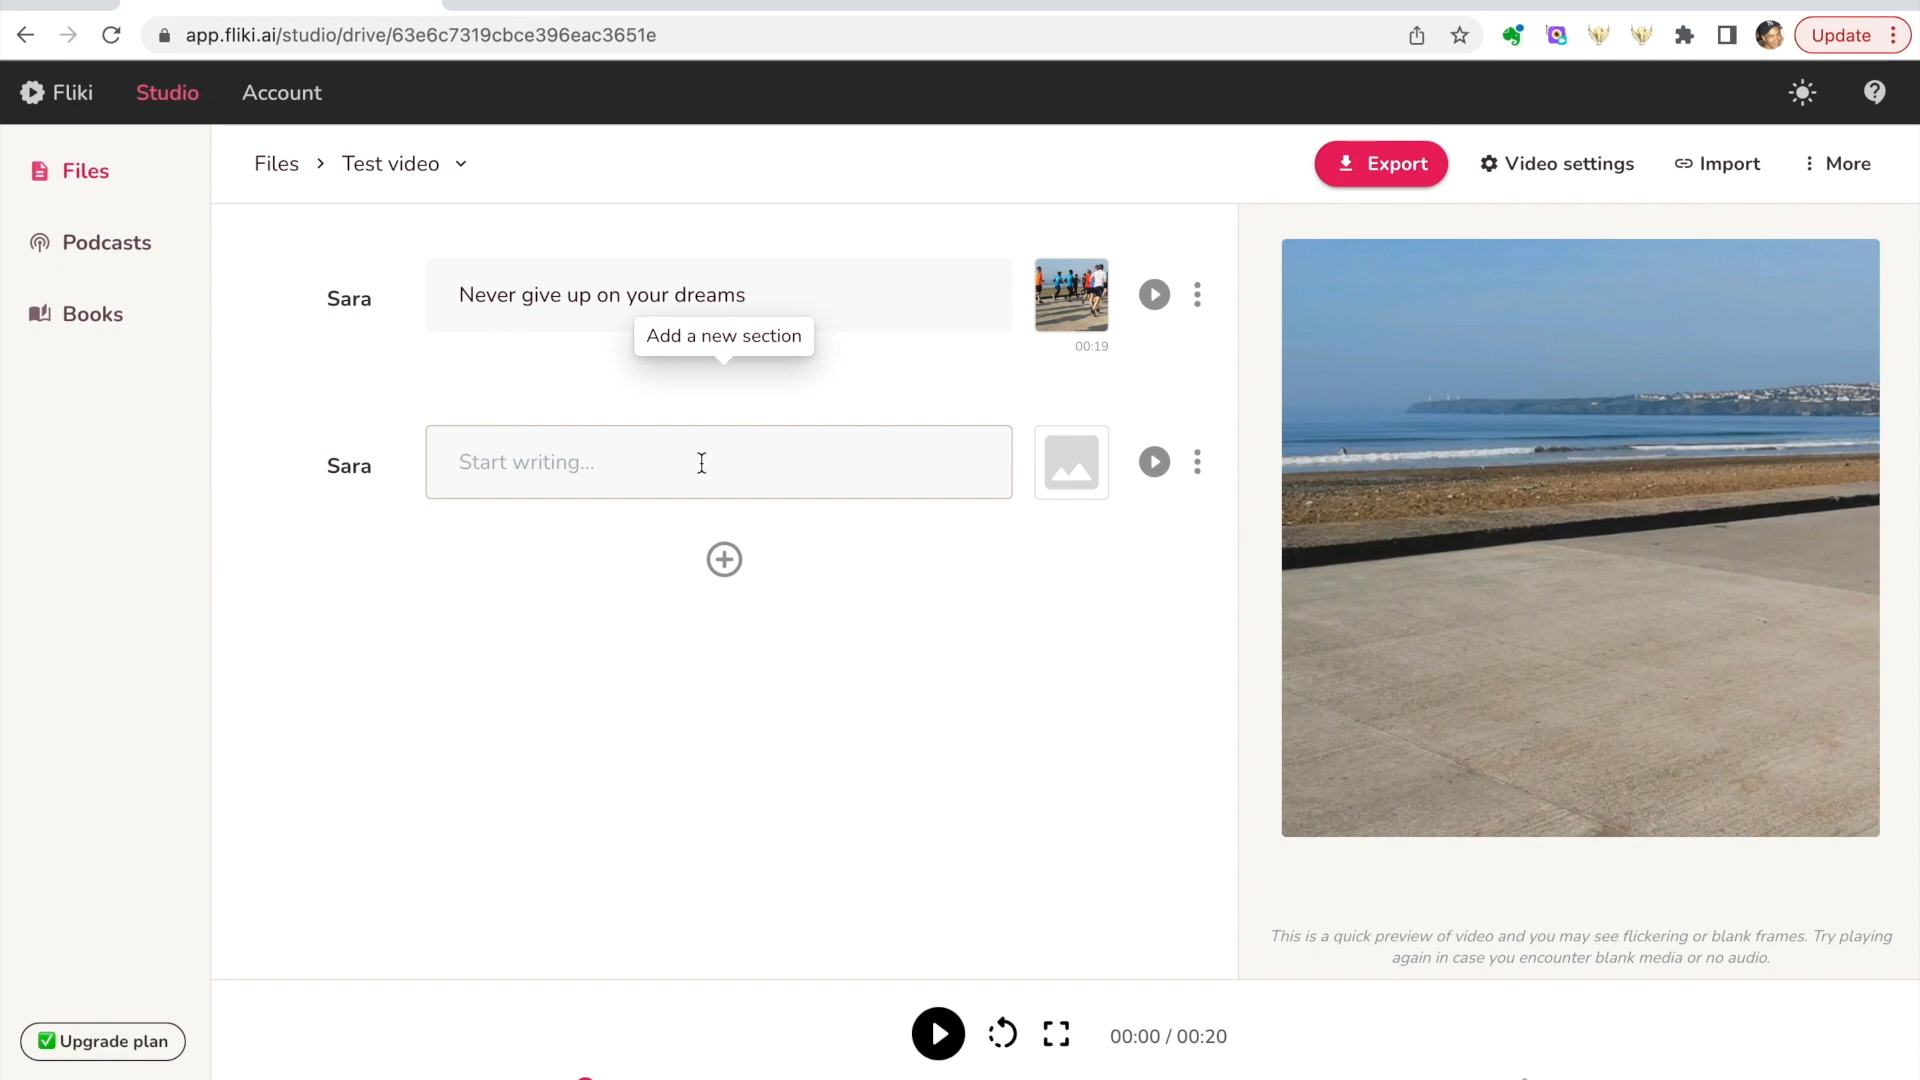 app.fliki.ai/studio/drive/63e6c7319cbce396eac3651e
Update
Fliki
Studio
Account
Files
Podcasts
Books
Files > Test video
Export
Video settings
Import
More
Sara
Never give up on your dreams
00:19
Add a new section
Sara
Start writing...
This is a quick preview of video and you may see flickering or blank frames. Try playing
again in case you encounter blank media or no audio.
Upgrade plan
00:00 / 00:20